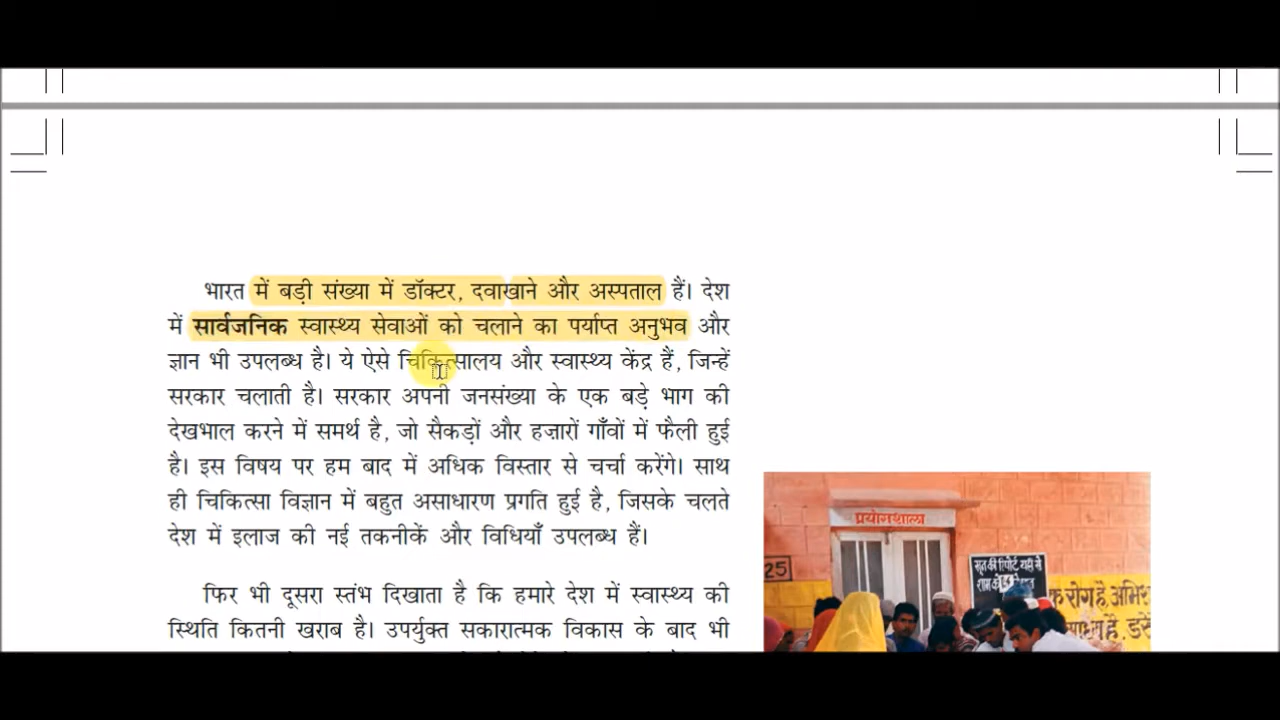 भारत में बड़ी संख्या में डॉक्टर, दवाखाने और अस्पताल हैं। देश
में सार्वजनिक स्वास्थ्य सेवाओं को चलाने का पर्याप्त अनुभव और
ज्ञान भी उपलब्ध है। ये ऐसे चिकित्सालय और स्वास्थ्य केंद्र हैं, जिन्हें
सरकार चलाती है। सरकार अपनी जनसंख्या के एक बड़े भाग की
देखभाल करने में समर्थ है, जो सैकड़ों और हज़ारों गाँवों में फैली हुई
है। इस विषय पर हम बाद में अधिक विस्तार से चर्चा करेंगे। साथ
ही चिकित्सा विज्ञान में बहुत असाधारण प्रगति हुई है, जिसके चलते
देश में इलाज की नई तकनीकें और विधियाँ उपलब्ध हैं।
फिर भी दूसरा स्तंभ दिखाता है कि हमारे देश में स्वास्थ्य की
स्थिति कितनी खराब है। उपर्युक्त सकारात्मक विकास के बाद भी
प्रयोगशाला
25
की रिपोर्ट
रोग है, अभि